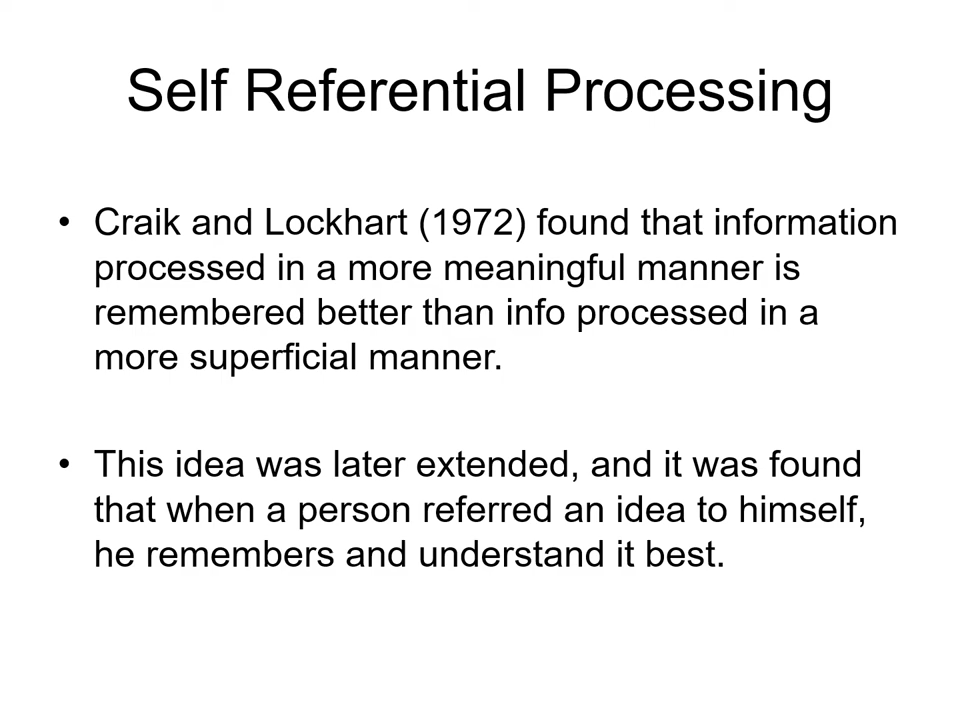 Self Referential Processing
• Craik and Lockhart (1972) found that information
processed in a more meaningful manner is
remembered better than info processed in a
more superficial manner.
• This idea was later extended, and it was found
that when a person referred an idea to himself,
he remembers and understand it best.